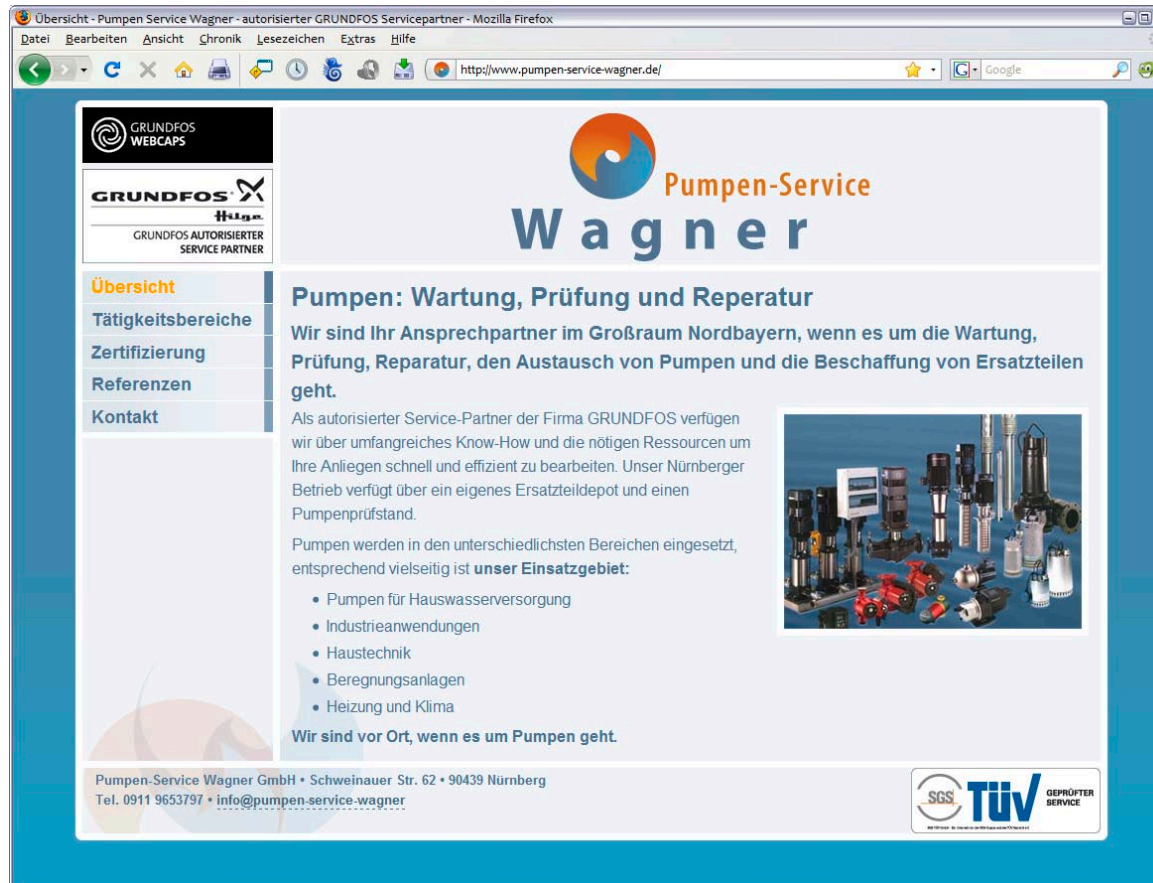 Übersicht - Pumpen Service Wagner - autorisierter GRUNDFOS Servicepartner - Mozilla Firefox
Datei Bearbeiten Ansicht Chronik Lesezeichen Extras Hilfe
http://www.pumpen-service-wagner.de/
G Google
GRUNDFOS
WEBCAPS
GRUNDFOS
Hilge
GRUNDFOS AUTORISIERTER
SERVICE PARTNER
Pumpen-Service
Wagner
Übersicht
Tätigkeitsbereiche
Zertifizierung
Referenzen
Kontakt
Pumpen: Wartung, Prüfung und Reperatur
Wir sind Ihr Ansprechpartner im Großraum Nordbayern, wenn es um die Wartung,
Prüfung, Reparatur, den Austausch von Pumpen und die Beschaffung von Ersatzteilen
geht.
Als autorisierter Service-Partner der Firma GRUNDFOS verfügen
wir über umfangreiches Know-How und die nötigen Ressourcen um
Ihre Anliegen schnell und effizient zu bearbeiten. Unser Nürnberger
Betrieb verfügt über ein eigenes Ersatzteildepot und einen
Pumpenprüfstand.
Pumpen werden in den unterschiedlichsten Bereichen eingesetzt,
entsprechend vielseitig ist unser Einsatzgebiet:
• Pumpen für Hauswasserversorgung
• Industrieanwendungen
• Haustechnik
• Beregnungsanlagen
• Heizung und Klima
Wir sind vor Ort, wenn es um Pumpen geht.
Pumpen-Service Wagner GmbH • Schweinauer Str. 62 • 90439 Nürnberg
Tel. 0911 9653797 • info@pumpen-service-wagner
SGS TÜV GEPRÜFTER
SERVICE